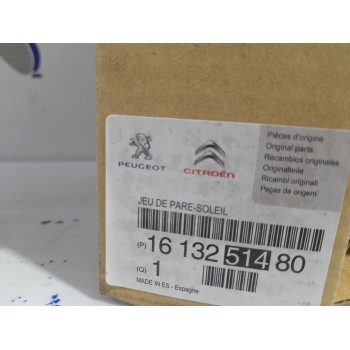 PEUGEOT
CITROËN
Pièces d'origine
Original parts
Recambios originales
Originalteile
Ricambi originali
Peças de origem
JEU DE PARE-SOLEIL
(P) 16 132 514 80
(Q) 1
MADE IN ES - Espagne